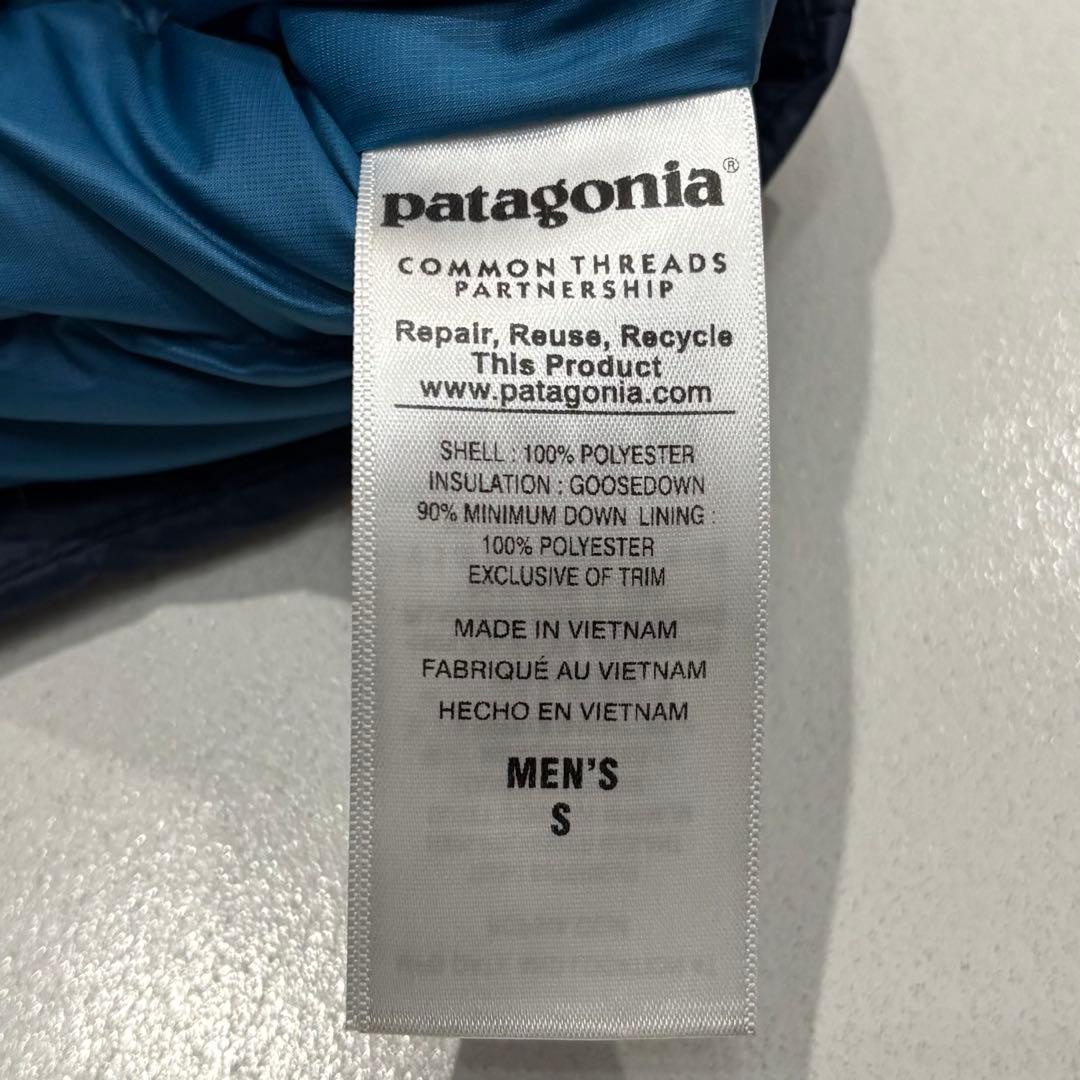 patagonia®
COMMON THREADS
PARTNERSHIP
Repair, Reuse, Recycle
This Product
www.patagonia.com
SHELL : 100% POLYESTER
INSULATION : GOOSEDOWN
90% MINIMUM DOWN LINING :
100% POLYESTER
EXCLUSIVE OF TRIM
MADE IN VIETNAM
FABRIQUÉ AU VIETNAM
HECHO EN VIETNAM
MEN'S
S